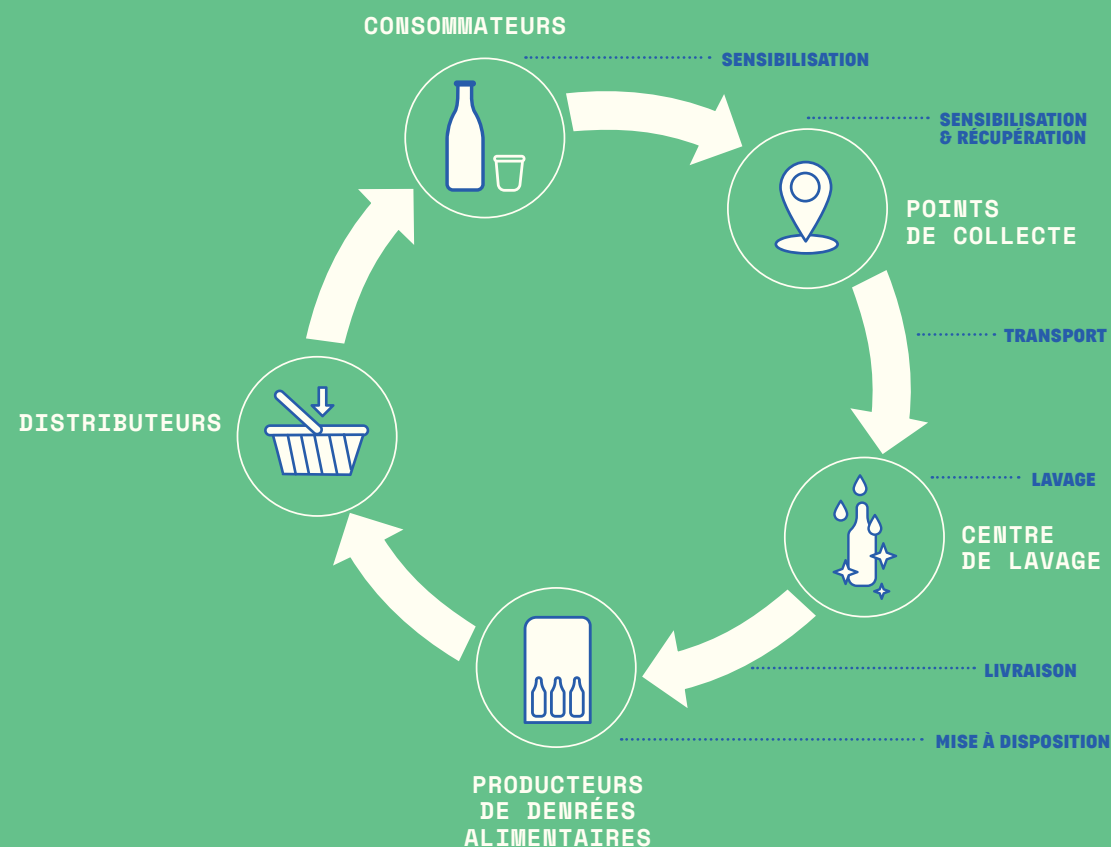 CONSOMMATEURS
SENSIBILISATION
SENSIBILISATION
& RÉCUPÉRATION
POINTS
DE COLLECTE
TRANSPORT
DISTRIBUTEURS
LAVAGE
CENTRE
DE LAVAGE
LIVRAISON
MISE À DISPOSITION
PRODUCTEURS
DE DENRÉES
ALIMENTAIRES